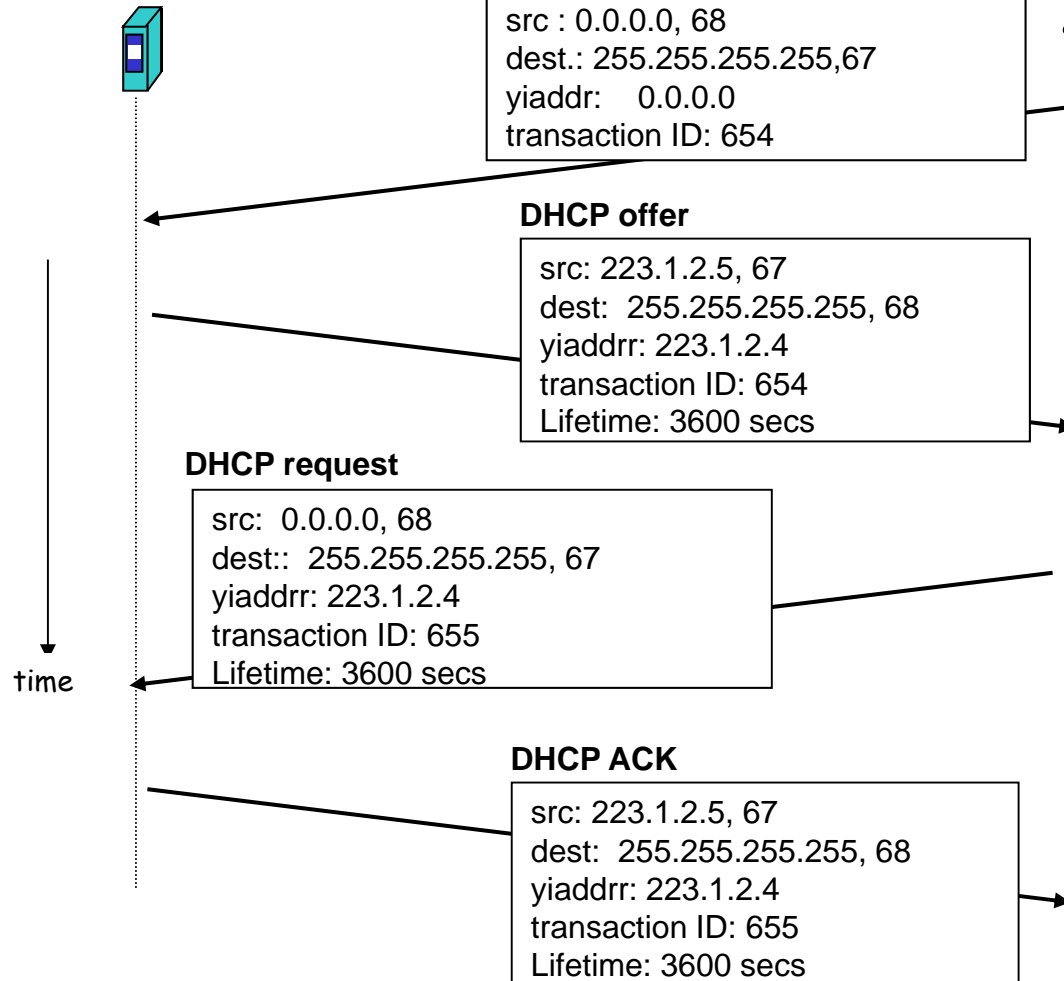 src : 0.0.0.0, 68
dest.: 255.255.255.255,67
yiaddr: 0.0.0.0
transaction ID: 654
DHCP offer
src: 223.1.2.5, 67
dest: 255.255.255.255, 68
yiaddrr: 223.1.2.4
transaction ID: 654
Lifetime: 3600 secs
DHCP request
src: 0.0.0.0, 68
dest:: 255.255.255.255, 67
yiaddrr: 223.1.2.4
transaction ID: 655
Lifetime: 3600 secs
time
DHCP ACK
src: 223.1.2.5, 67
dest: 255.255.255.255, 68
yiaddrr: 223.1.2.4
transaction ID: 655
Lifetime: 3600 secs